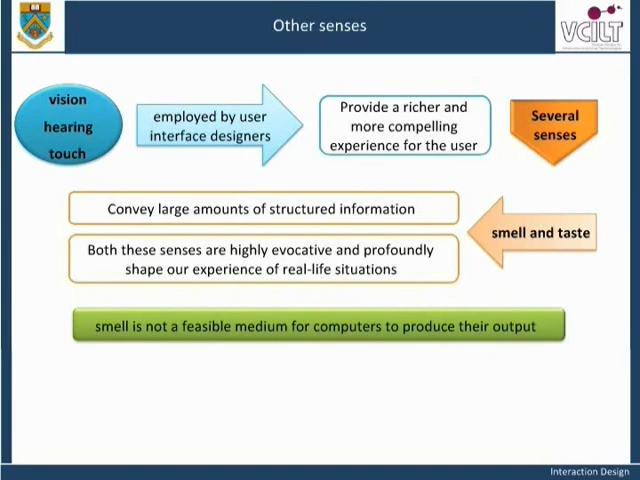 Other senses
VCILT
vision
hearing
touch
employed by user
interface designers
Provide a richer and
more compelling
experience for the user
Several
senses
Convey large amounts of structured information
Both these senses are highly evocative and profoundly
shape our experience of real-life situations
smell and taste
smell is not a feasible medium for computers to produce their output
Interaction Design